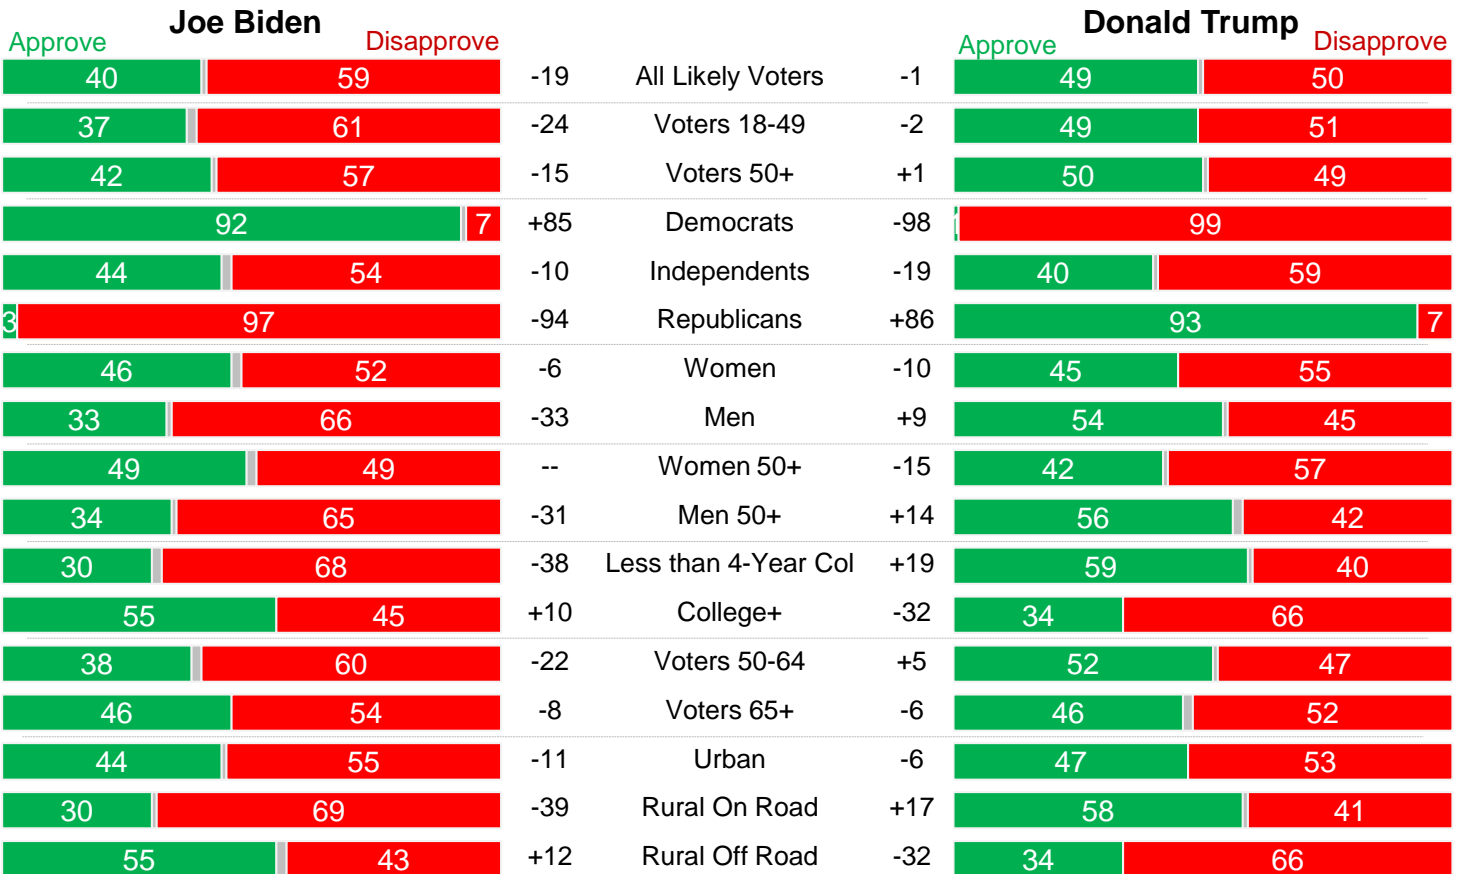 Joe Biden Donald Trump
Approve Disapprove Approve Disapprove
40 59 -19 All Likely Voters -1 49 50
37 61 -24 Voters 18-49 -2 49 51
42 57 -15 Voters 50+ +1 50 49
92 7 +85 Democrats -98 99
44 54 -10 Independents -19 40 59
3 97 -94 Republicans +86 93 7
46 52 -6 Women -10 45 55
33 66 -33 Men +9 54 45
49 49 -- Women 50+ -15 42 57
34 65 -31 Men 50+ +14 56 42
30 68 -38 Less than 4-Year Col +19 59 40
55 45 +10 College+ -32 34 66
38 60 -22 Voters 50-64 +5 52 47
46 54 -8 Voters 65+ -6 46 52
44 55 -11 Urban -6 47 53
30 69 -39 Rural On Road +17 58 41
55 43 +12 Rural Off Road -32 34 66